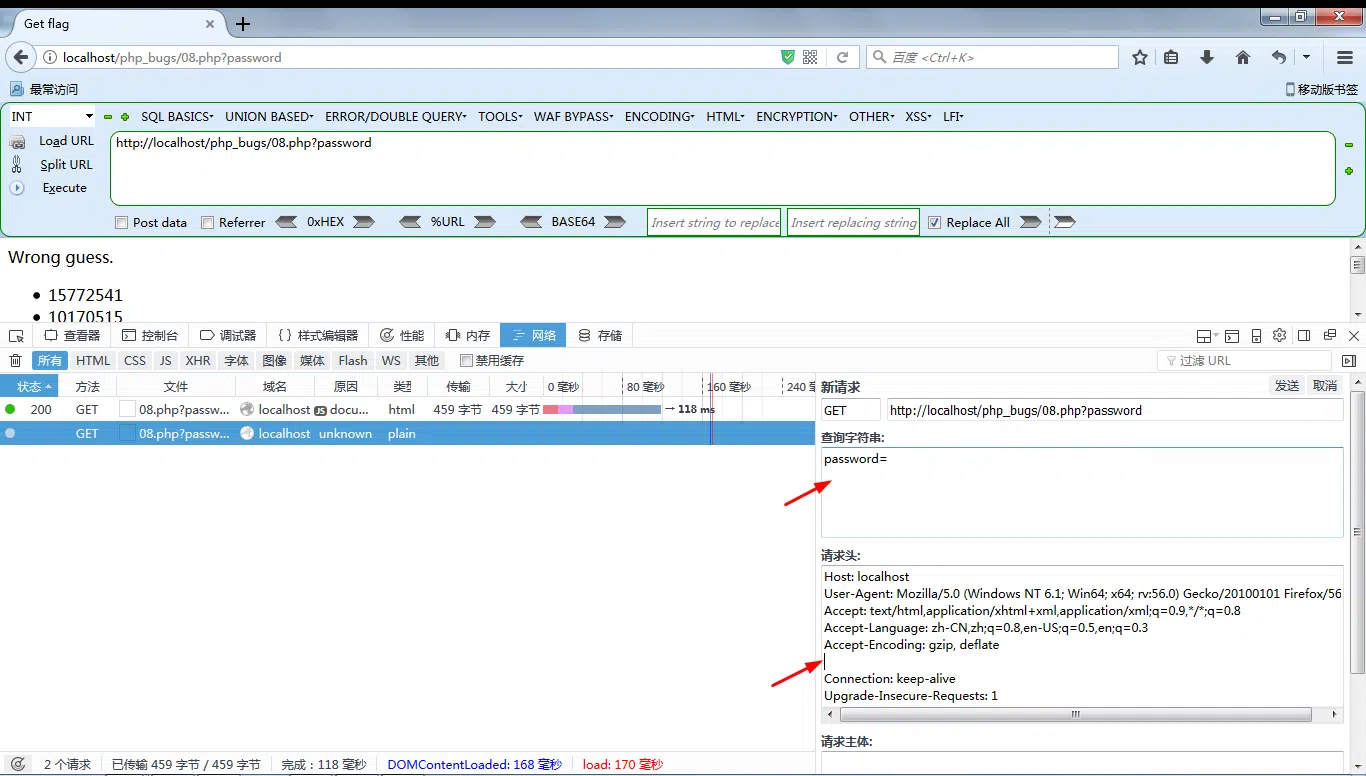 Get flag
localhost/php_bugs/08.php?password
百度 <Ctrl+K>
最常访问
移动版书签
INT SQL BASICS UNION BASED ERROR/DOUBLE QUERY TOOLS WAF BYPASS ENCODING HTML ENCRYPTION OTHER XSS LFI
Load URL
http://localhost/php_bugs/08.php?password
Split URL
Execute
Post data Referrer 0xHEX %URL BASE64 Insert string to replace Insert replacing string Replace All
Wrong guess.
• 15772541
• 10170515
查看器 控制台 调试器 {} 样式编辑器 性能 内存 网络 存储
所有 HTML CSS JS XHR 字体 图像 媒体 Flash WS 其他 禁用缓存 过滤 URL
状态 方法 文件 域名 原因 类型 传输 大小 0 毫秒 80 毫秒 160 毫秒 240
200 GET 08.php?passw... localhost JS docu... html 459 字节 459 字节 → 118 ms
GET 08.php?passw... localhost unknown plain
新请求 发送 取消
GET http://localhost/php_bugs/08.php?password
查询字符串:
password=
请求头:
Host: localhost
User-Agent: Mozilla/5.0 (Windows NT 6.1; Win64; x64; rv:56.0) Gecko/20100101 Firefox/56
Accept: text/html,application/xhtml+xml,application/xml;q=0.9,*/*;q=0.8
Accept-Language: zh-CN,zh;q=0.8,en-US;q=0.5,en;q=0.3
Accept-Encoding: gzip, deflate
Connection: keep-alive
Upgrade-Insecure-Requests: 1
请求主体:
2 个请求 已传输 459 字节 / 459 字节 完成：118 毫秒 DOMContentLoaded: 168 毫秒 load: 170 毫秒